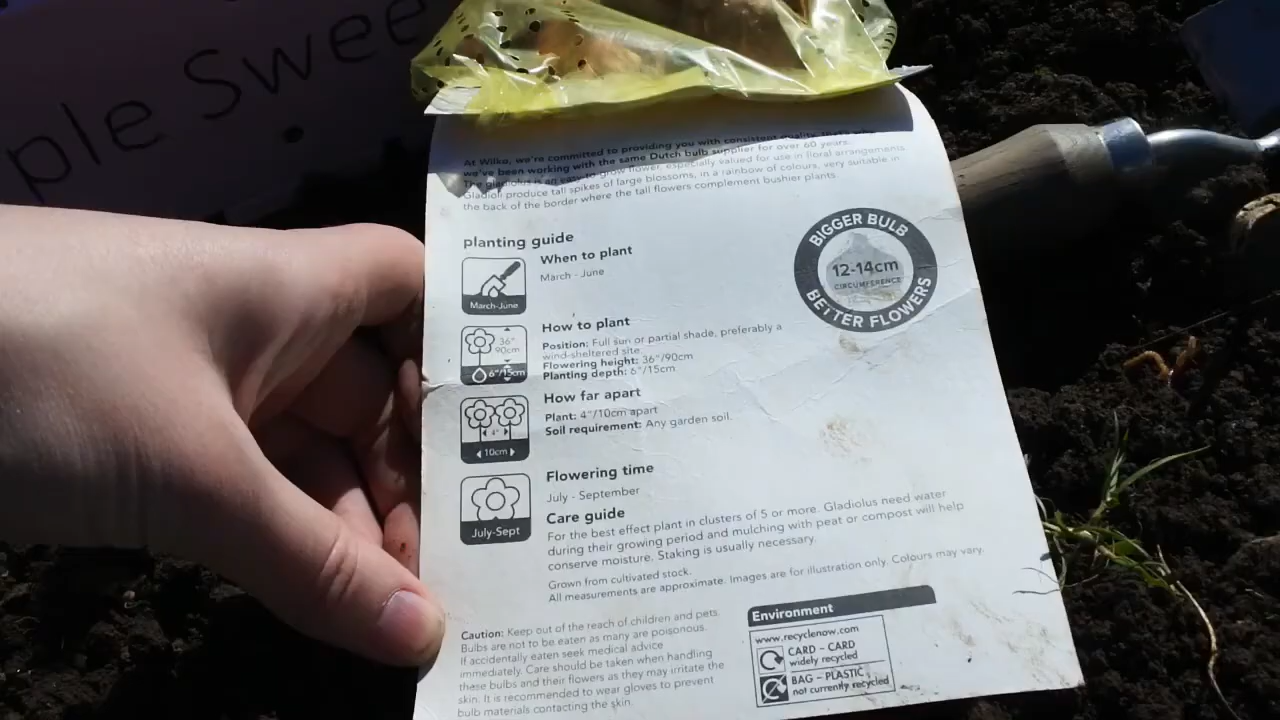 ple Swee
At Wilko, we're committed to providing you with consistent quality, that's why
we've been working with the same Dutch bulb supplier for over 60 years.
The gladiolus is an easy to grow flower, especially valued for use in floral arrangements.
Gladioli produce tall spikes of large blossoms, in a rainbow of colours, very suitable in
the back of the border where the tall flowers complement bushier plants.
planting guide
When to plant
March - June
March-June
BIGGER BULB
12-14cm
CIRCUMFERENCE
BETTER FLOWERS
How to plant
Position: Full sun or partial shade, preferably a
wind-sheltered site.
Flowering height: 36"/90cm
Planting depth: 6"/15cm
36"
90cm
6"/15cm
How far apart
Plant: 4"/10cm apart
Soil requirement: Any garden soil.
4"
10cm
Flowering time
July - September
July-Sept
Care guide
For the best effect plant in clusters of 5 or more. Gladiolus need water
during their growing period and mulching with peat or compost will help
conserve moisture. Staking is usually necessary.
Grown from cultivated stock.
All measurements are approximate. Images are for illustration only. Colours may vary.
Caution: Keep out of the reach of children and pets.
Bulbs are not to be eaten as many are poisonous.
If accidentally eaten seek medical advice
immediately. Care should be taken when handling
these bulbs and their flowers as they may irritate the
skin. It is recommended to wear gloves to prevent
bulb materials contacting the skin.
Environment
www.recyclenow.com
CARD - CARD
widely recycled
BAG - PLASTIC
not currently recycled